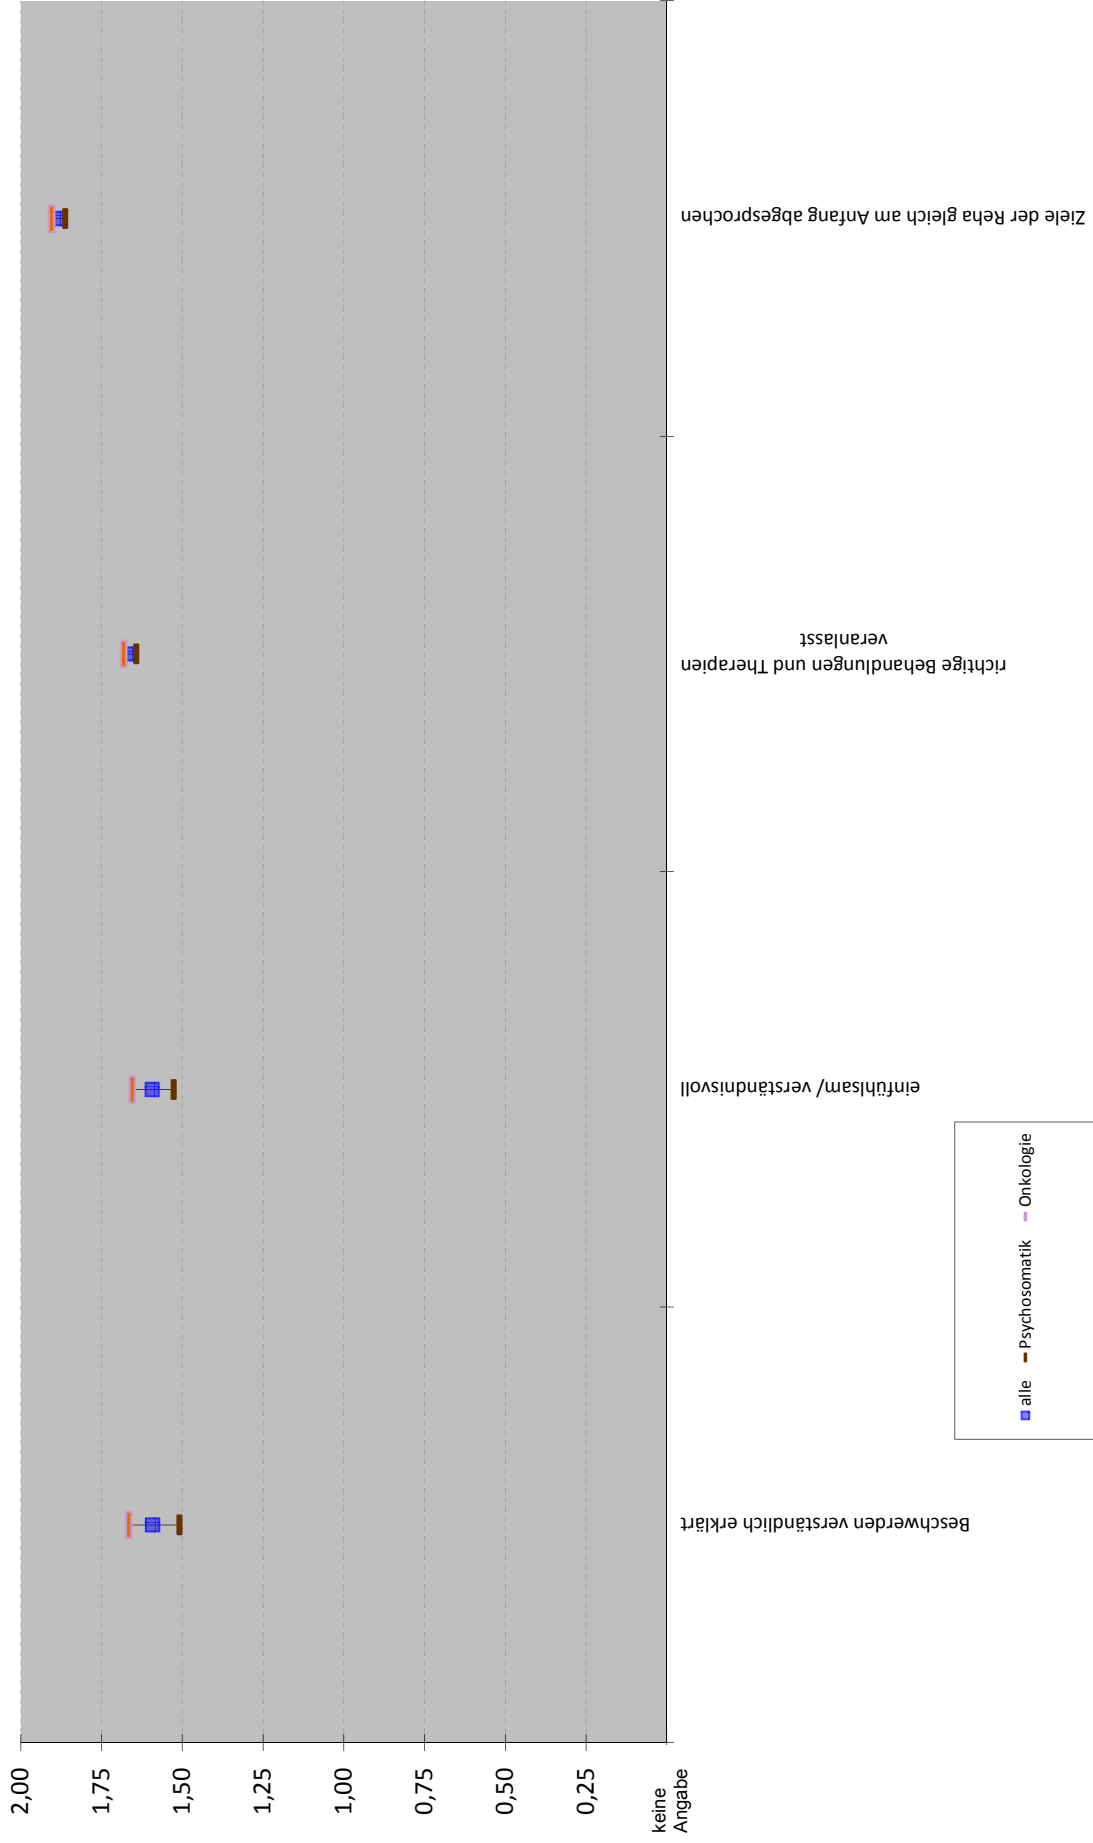 2,00
1,75
1,50
1,25
1,00
0,75
0,50
0,25
keine
Angabe
Beschwerden verständlich erklärt
einfühlsam/ verständnisvoll
richtige Behandlungen und Therapien
veranlasst
Ziele der Reha gleich am Anfang abgesprochen
alle Psychosomatik Onkologie